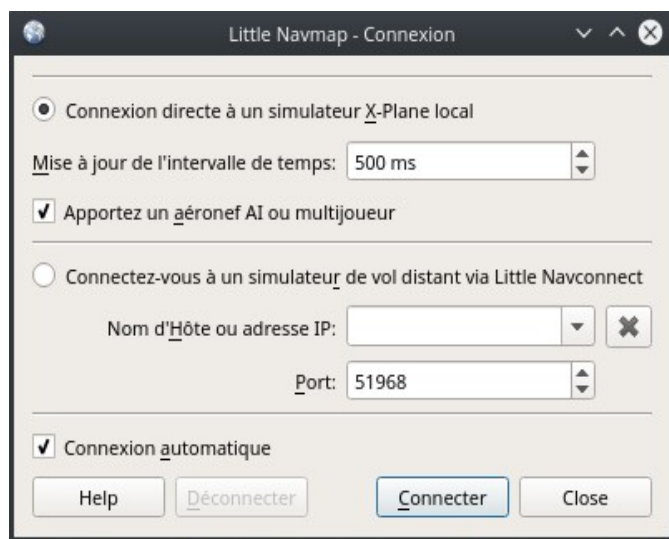 Little Navmap - Connexion
Connexion directe à un simulateur X-Plane local
Mise à jour de l'intervalle de temps: 500 ms
Apportez un aéronef AI ou multijoueur
Connectez-vous à un simulateur de vol distant via Little Navconnect
Nom d'Hôte ou adresse IP:
Port: 51968
Connexion automatique
Help Déconnecter Connecter Close